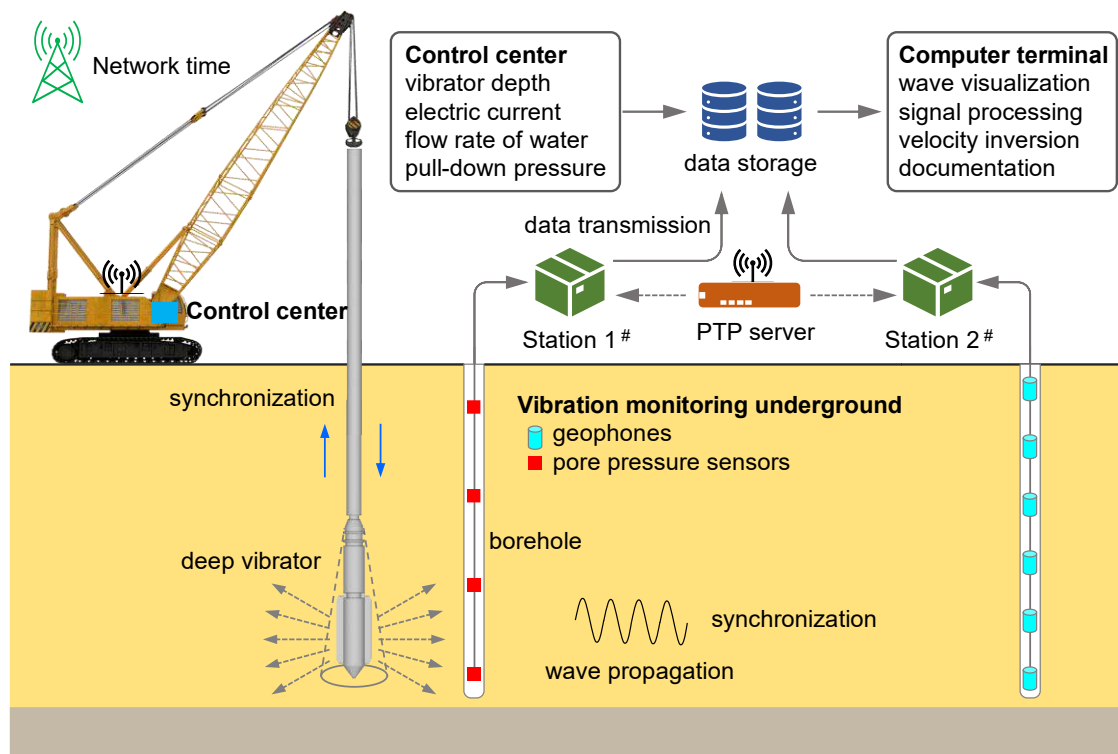 Network time
Control center
vibrator depth
electric current
flow rate of water
pull-down pressure
data storage
Computer terminal
wave visualization
signal processing
velocity inversion
documentation
data transmission
Control center
Station 1 #
PTP server
Station 2 #
synchronization
Vibration monitoring underground
geophones
pore pressure sensors
borehole
deep vibrator
synchronization
wave propagation